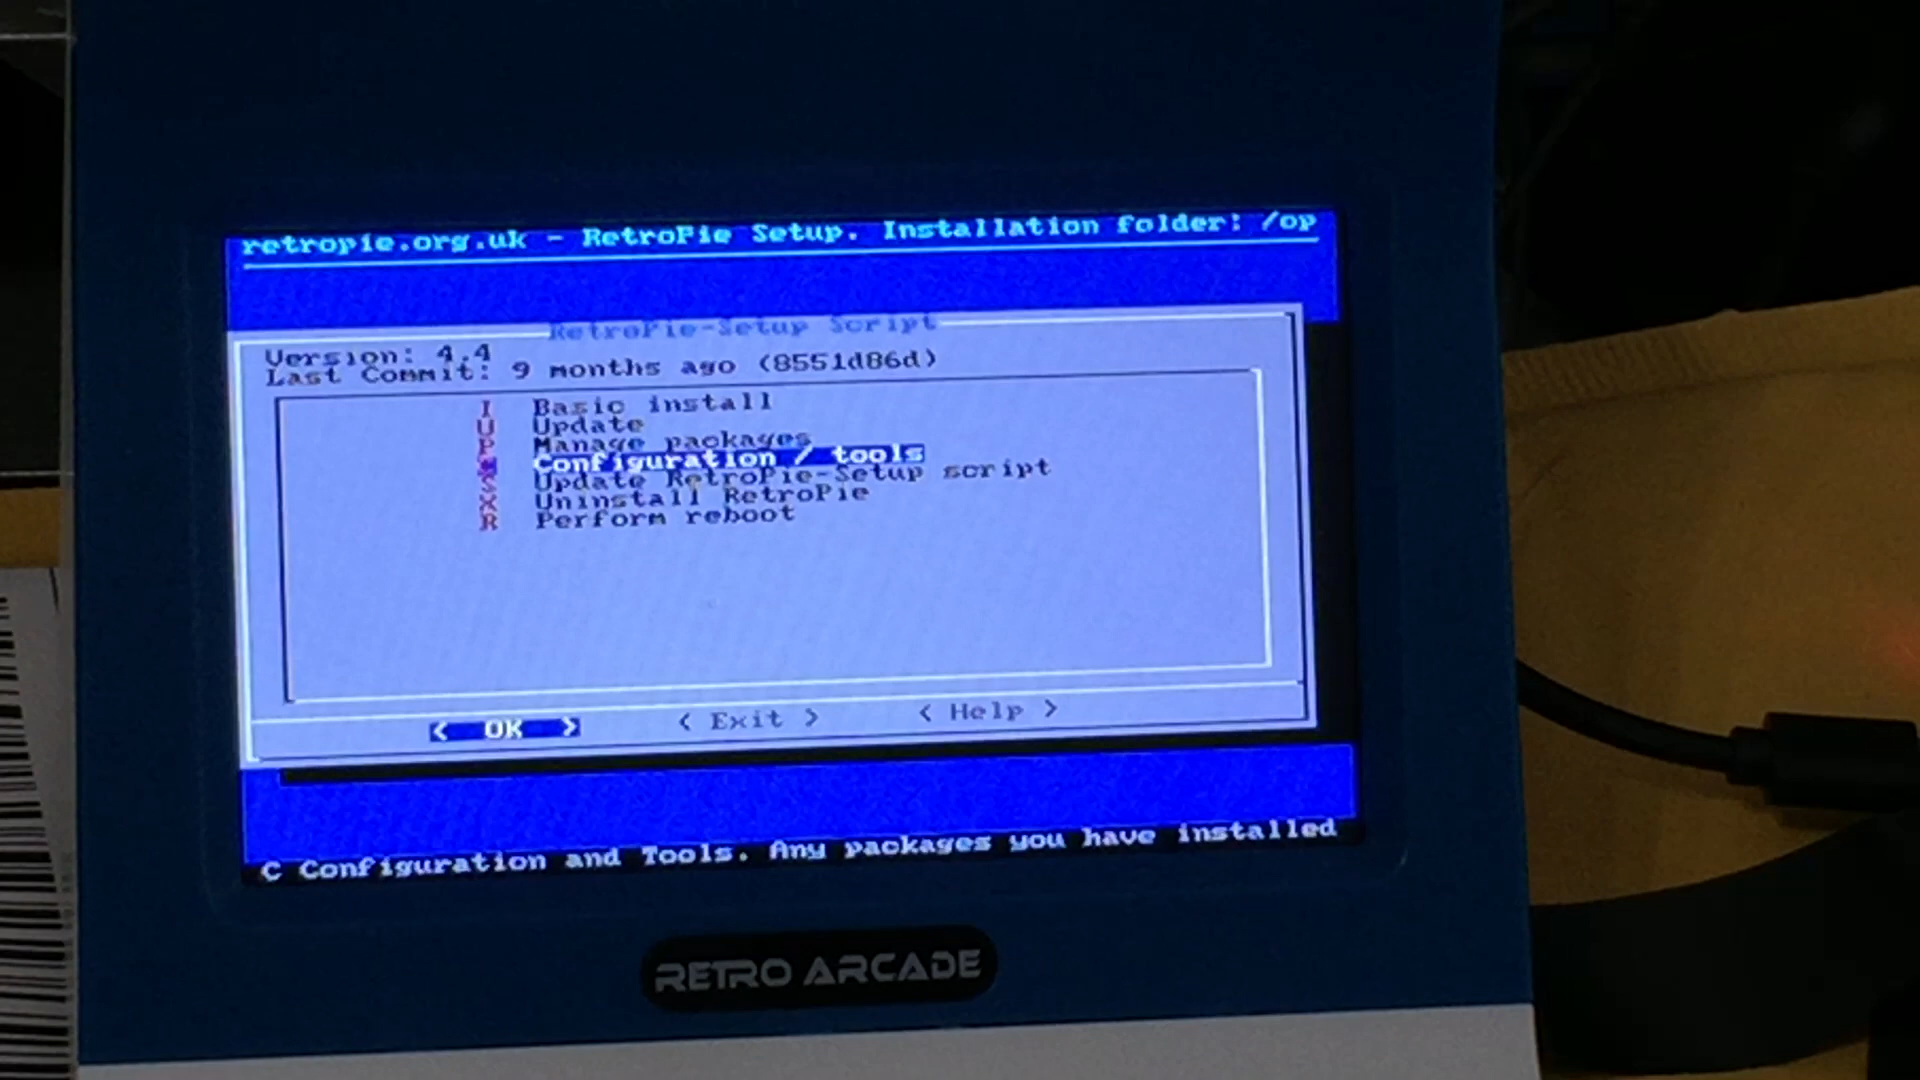 retropie.org.uk - RetroPie Setup. Installation folder: /op
RetroPie-Setup Script
Version: 4.4
Last Commit: 9 months ago (8551d86d)
I Basic install
U Update
P Manage packages
C Configuration / tools
S Update RetroPie-Setup script
X Uninstall RetroPie
R Perform reboot
< OK > < Exit > < Help >
C Configuration and Tools. Any packages you have installed
RETRO ARCADE